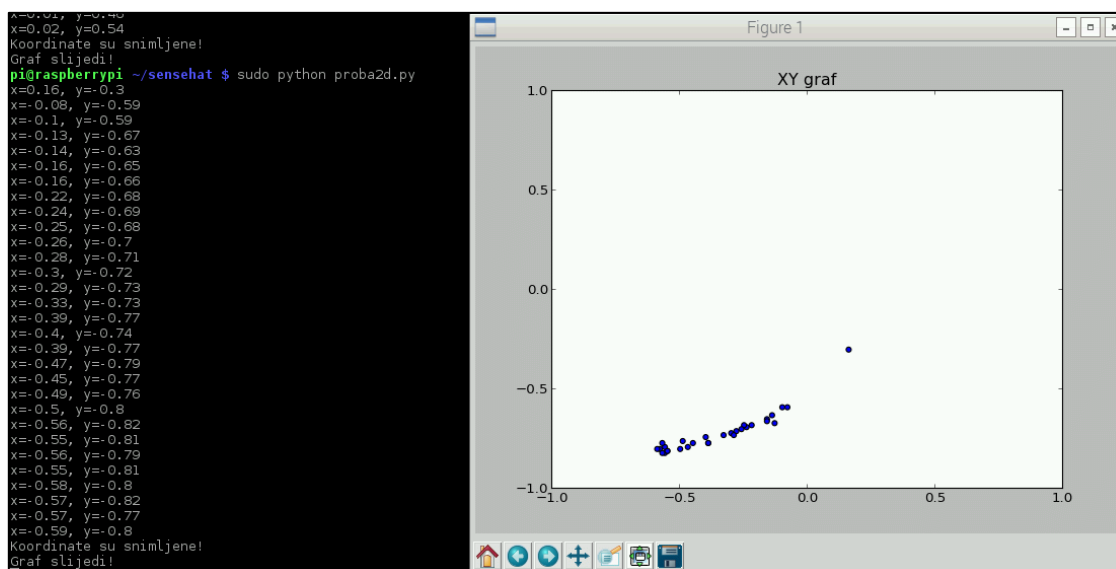 x=0.01, y=0.46
x=0.02, y=0.54
Koordinate su snimljene!
Graf slijedi!
pi@raspberrypi ~/sensehat $ sudo python proba2d.py
x=0.16, y=-0.3
x=-0.08, y=-0.59
x=-0.1, y=-0.59
x=-0.13, y=-0.67
x=-0.14, y=-0.63
x=-0.16, y=-0.65
x=-0.16, y=-0.66
x=-0.22, y=-0.68
x=-0.24, y=-0.69
x=-0.25, y=-0.68
x=-0.26, y=-0.7
x=-0.28, y=-0.71
x=-0.3, y=-0.72
x=-0.29, y=-0.73
x=-0.33, y=-0.73
x=-0.39, y=-0.77
x=-0.4, y=-0.74
x=-0.39, y=-0.77
x=-0.47, y=-0.79
x=-0.45, y=-0.77
x=-0.49, y=-0.76
x=-0.5, y=-0.8
x=-0.56, y=-0.82
x=-0.55, y=-0.81
x=-0.56, y=-0.79
x=-0.55, y=-0.81
x=-0.58, y=-0.8
x=-0.57, y=-0.82
x=-0.57, y=-0.77
x=-0.59, y=-0.8
Koordinate su snimljene!
Graf slijedi!
Figure 1
XY graf
1.0
0.5
0.0
−0.5
−1.0
−1.0 −0.5 0.0 0.5 1.0